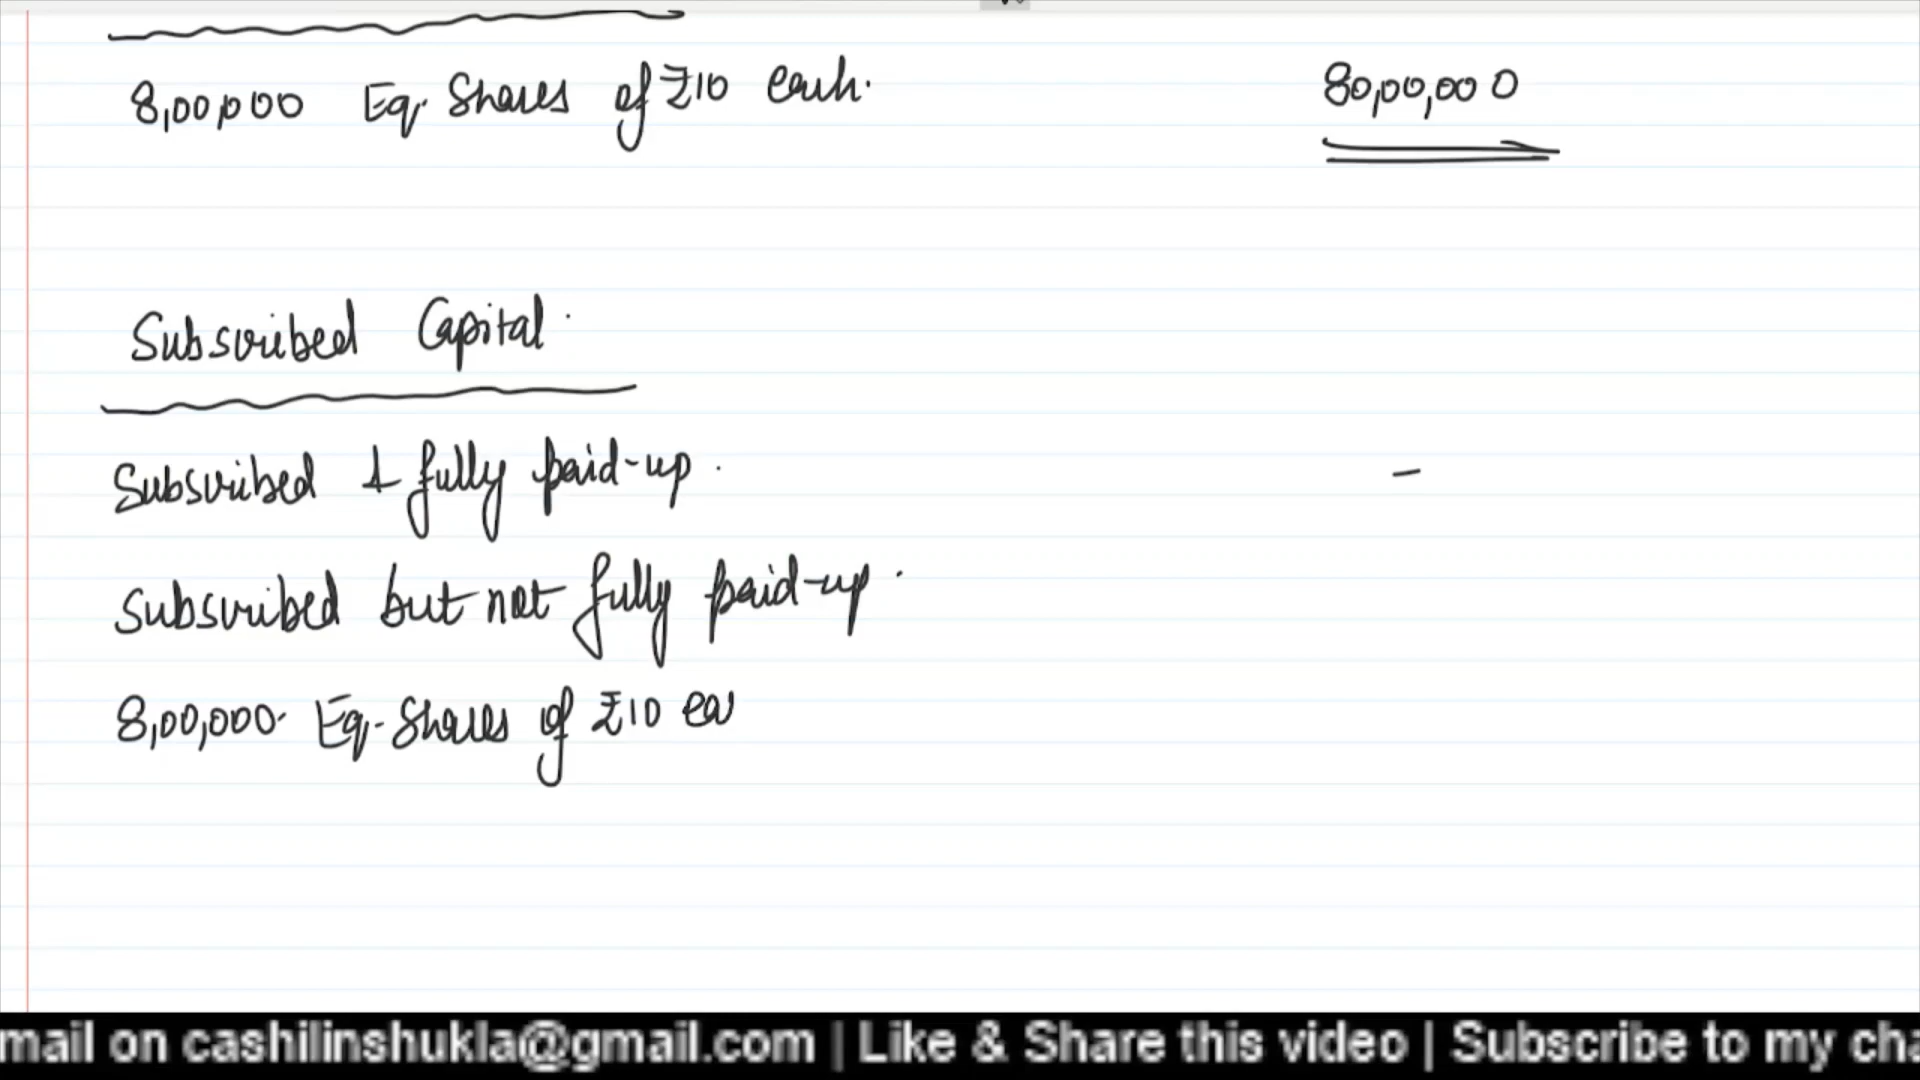 8,00,000 Eq. Shares of ₹10 each. 80,00,000
Subscribed Capital.
Subscribed & fully paid-up. –
Subscribed but not fully paid-up.
8,00,000 Eq. Shares of ₹10 ea
mail on cashilinshukla@gmail.com | Like & Share this video | Subscribe to my cha